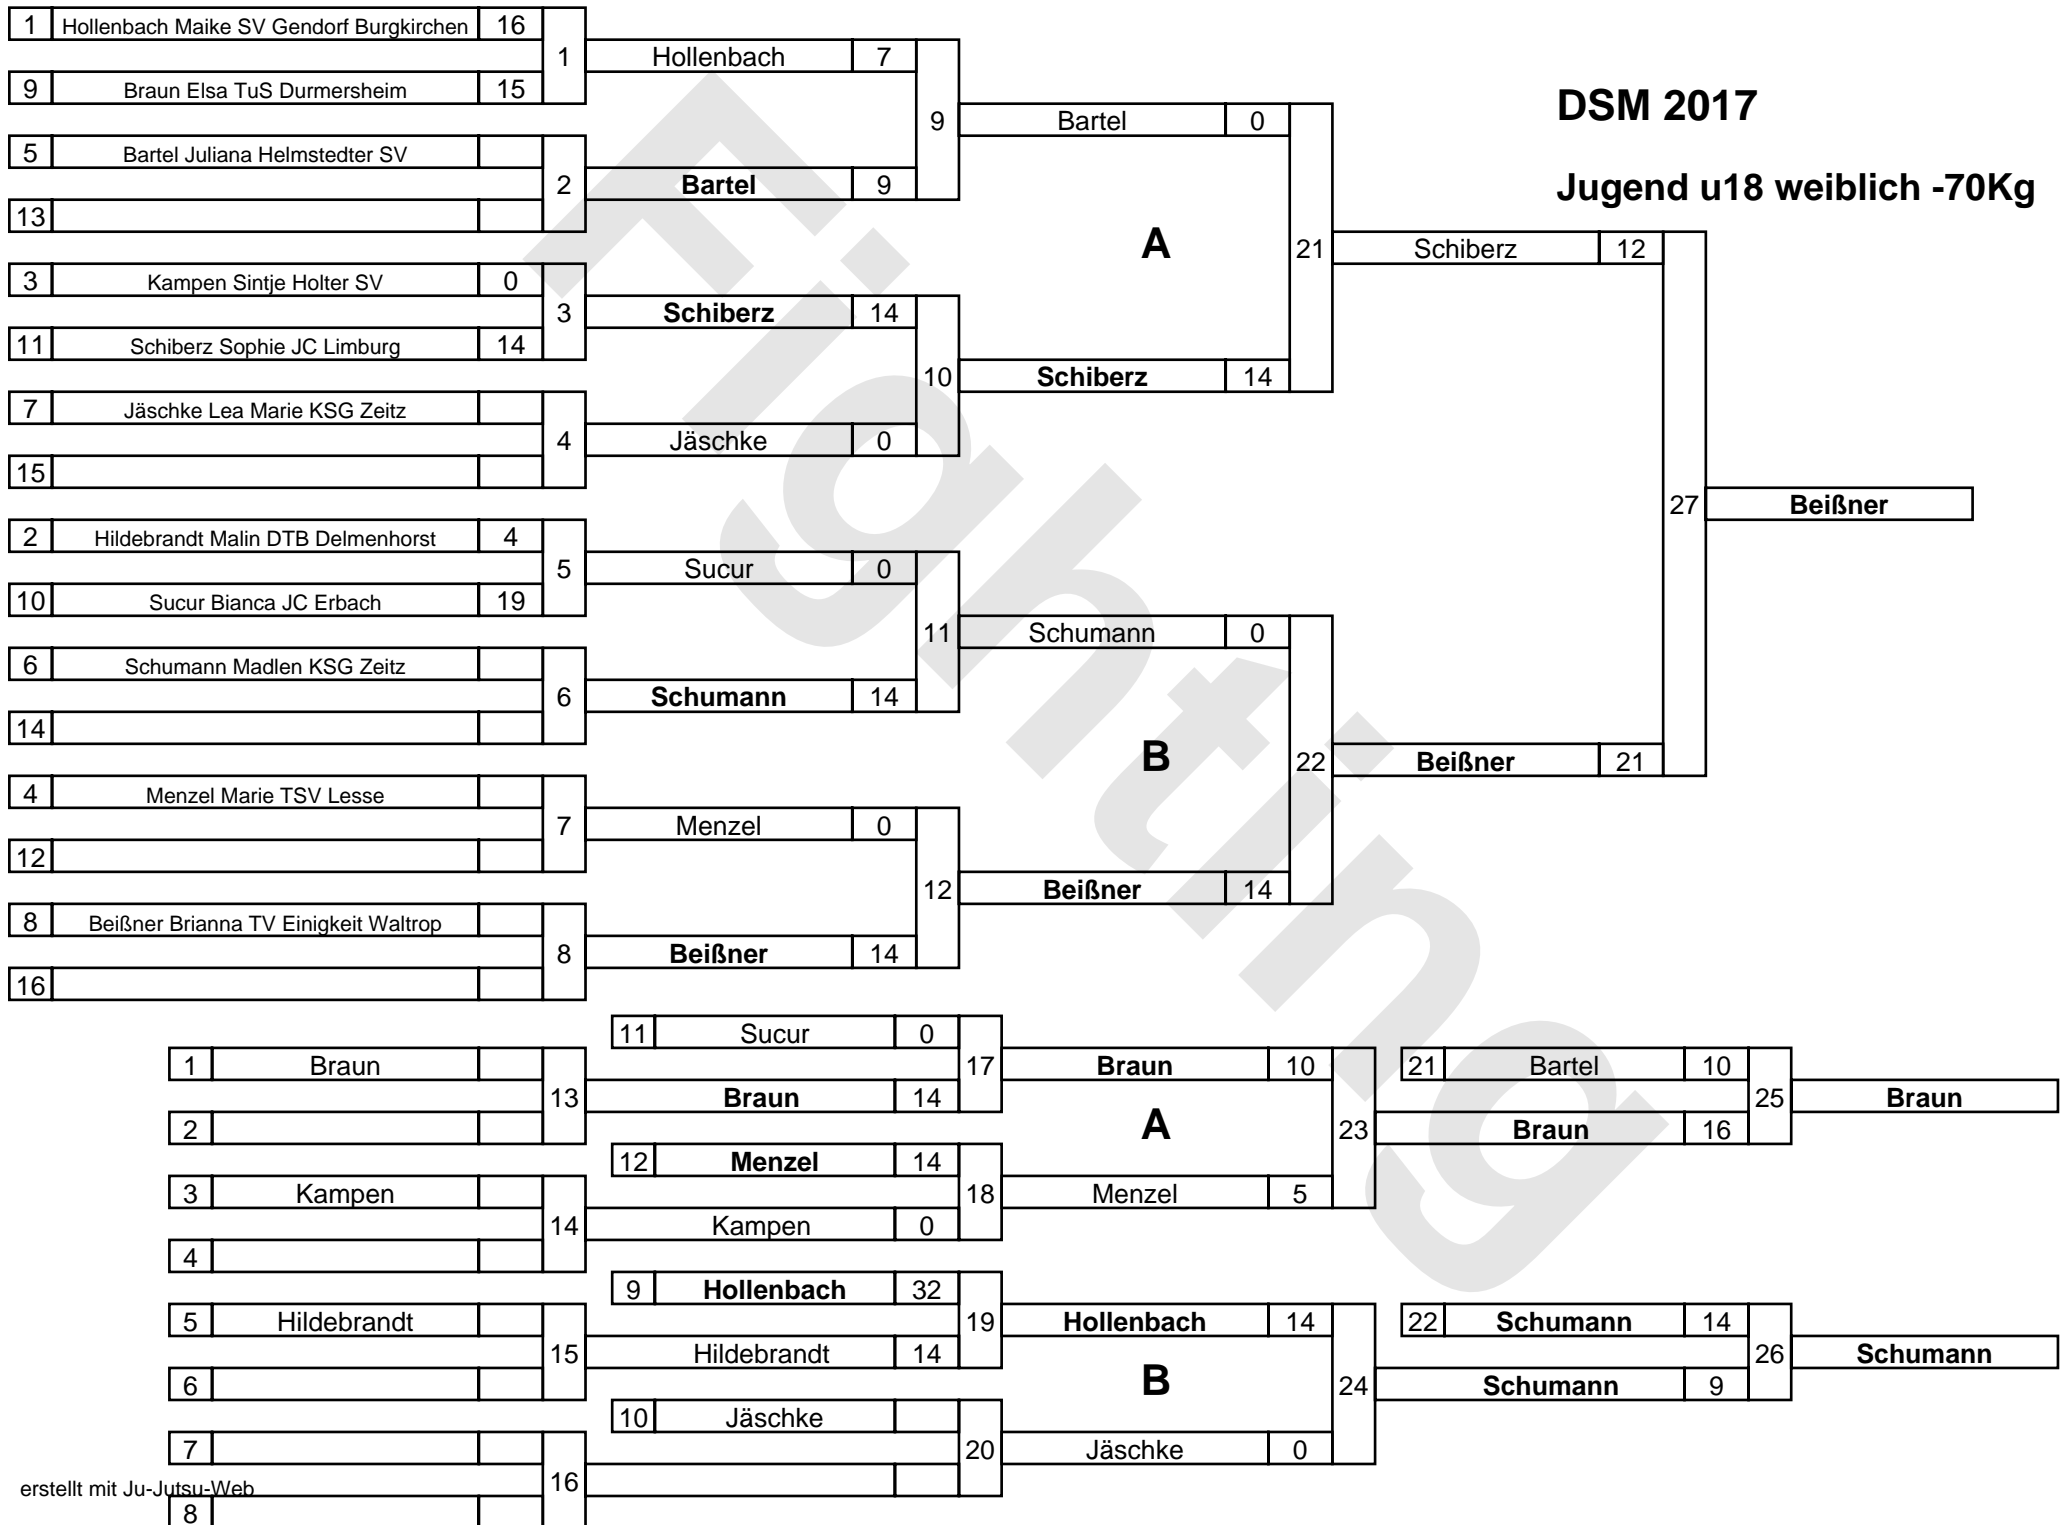 DSM 2017
Jugend u18 weiblich -70Kg
1 Hollenbach Maike SV Gendorf Burgkirchen 16
1 Hollenbach 7
9 Braun Elsa TuS Durmersheim 15
9 Bartel 0
5 Bartel Juliana Helmstedter SV
2 Bartel 9
13
A
21 Schiberz 12
3 Kampen Sintje Holter SV 0
3 Schiberz 14
11 Schiberz Sophie JC Limburg 14
10 Schiberz 14
7 Jäschke Lea Marie KSG Zeitz
4 Jäschke 0
15
27 Beißner
2 Hildebrandt Malin DTB Delmenhorst 4
5 Sucur 0
10 Sucur Bianca JC Erbach 19
11 Schumann 0
6 Schumann Madlen KSG Zeitz
6 Schumann 14
14
B
22 Beißner 21
4 Menzel Marie TSV Lesse
7 Menzel 0
12
12 Beißner 14
8 Beißner Brianna TV Einigkeit Waltrop
8 Beißner 14
16
11 Sucur 0
1 Braun
17 Braun 10
21 Bartel 10
13 Braun 14
25 Braun
2
A
23 Braun 16
12 Menzel 14
3 Kampen
18 Menzel 5
14 Kampen 0
4
9 Hollenbach 32
5 Hildebrandt
19 Hollenbach 14
22 Schumann 14
15 Hildebrandt 14
26 Schumann
6
B
24 Schumann 9
10 Jäschke
7
20 Jäschke 0
16
erstellt mit Ju-Jutsu-Web
8
Fighting